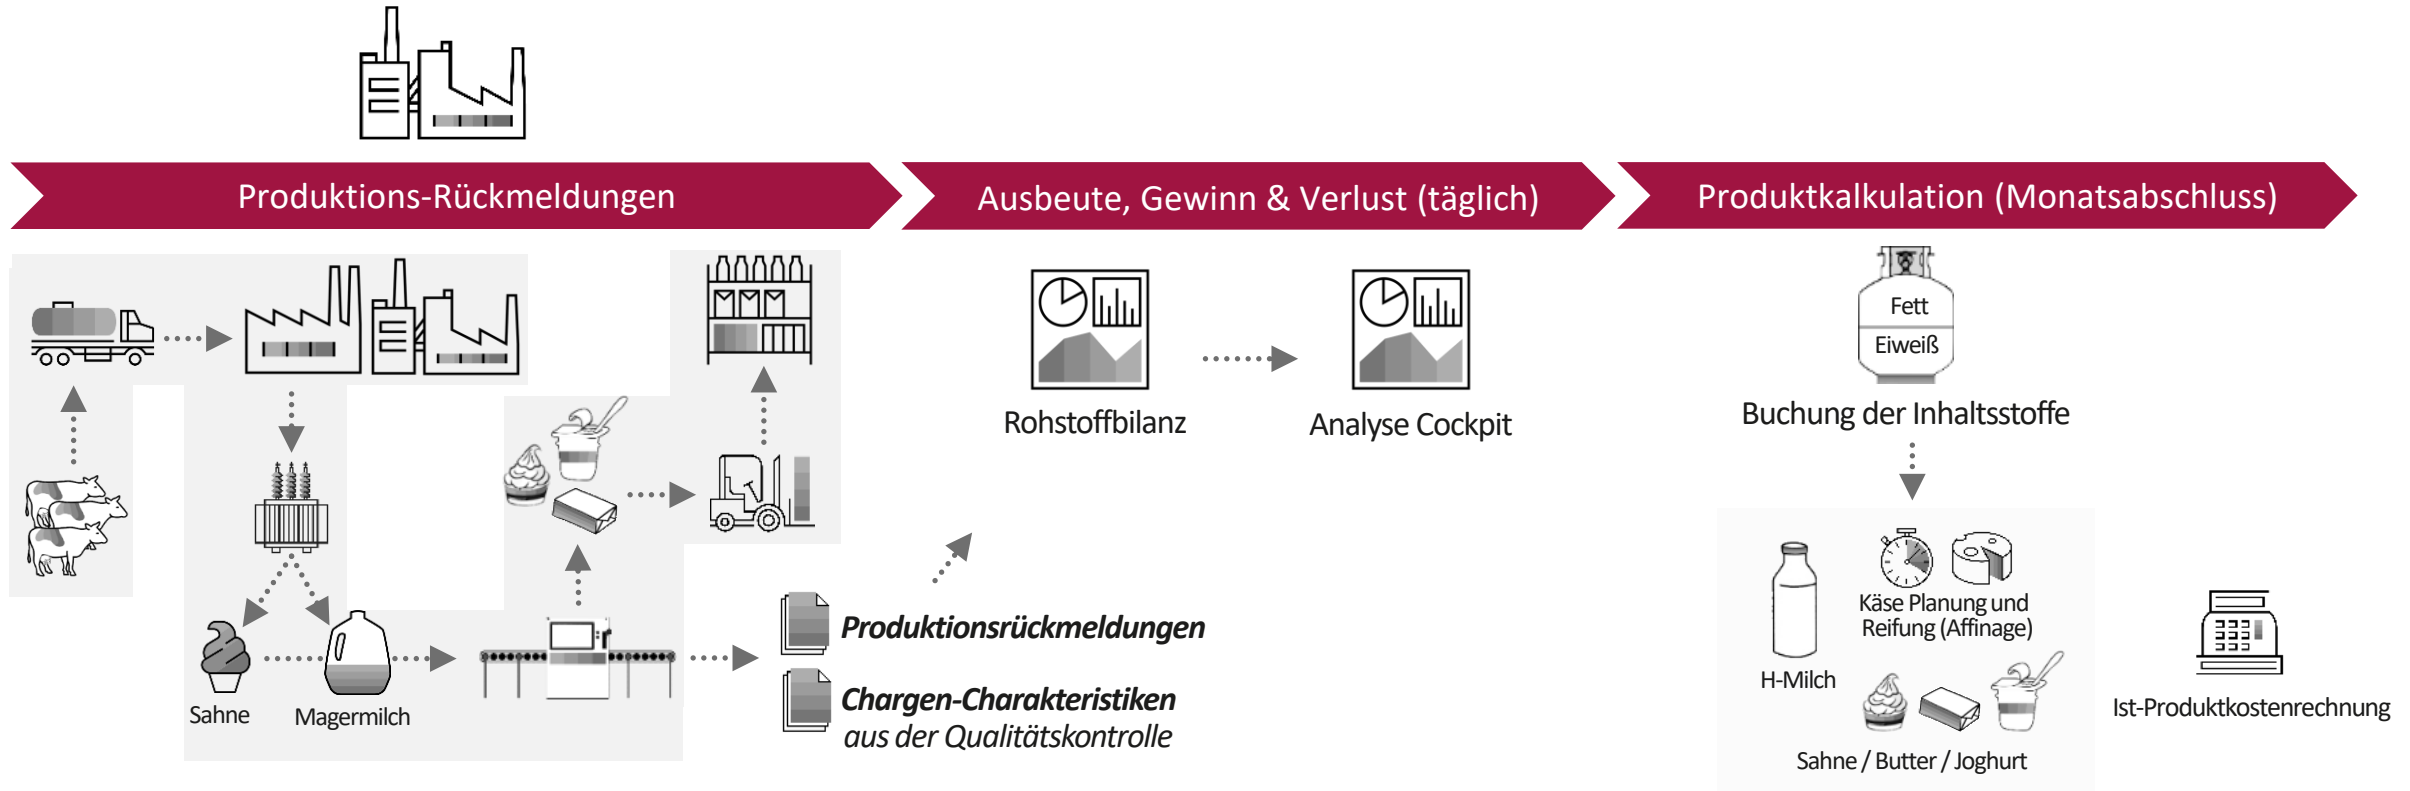 Produktions-Rückmeldungen
Ausbeute, Gewinn & Verlust (täglich)
Produktkalkulation (Monatsabschluss)
Sahne
Magermilch
Produktionsrückmeldungen
Chargen-Charakteristiken
aus der Qualitätskontrolle
Rohstoffbilanz
Analyse Cockpit
Fett
Eiweiß
Buchung der Inhaltsstoffe
H-Milch
Käse Planung und
Reifung (Affinage)
Sahne / Butter / Joghurt
Ist-Produktkostenrechnung